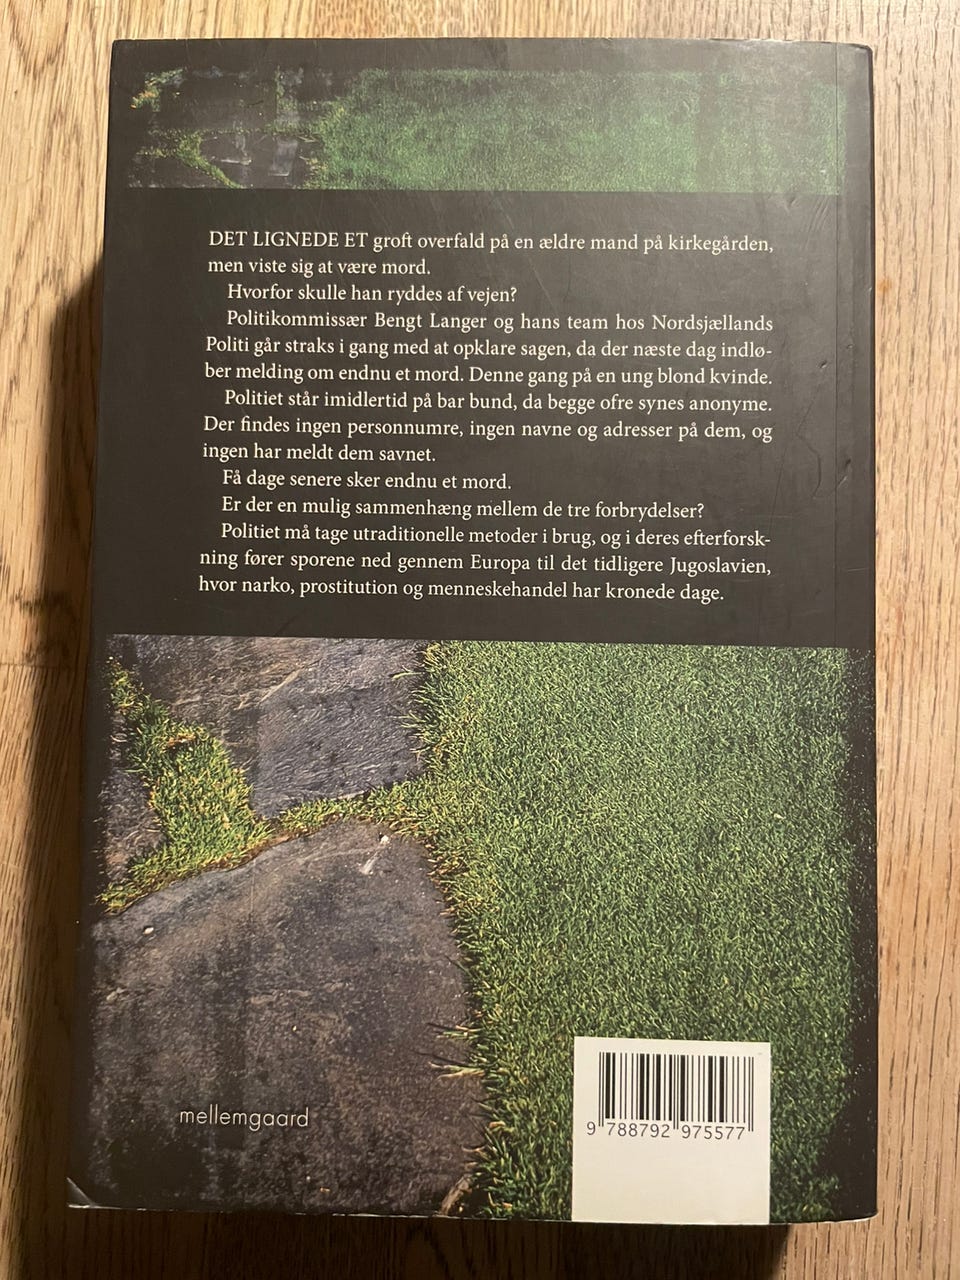 DET LIGNEDE ET groft overfald på en ældre mand på kirkegården,
men viste sig at være mord.
Hvorfor skulle han ryddes af vejen?
Politikommissær Bengt Langer og hans team hos Nordsjællands
Politi går straks i gang med at opklare sagen, da der næste dag indlø-
ber melding om endnu et mord. Denne gang på en ung blond kvinde.
Politiet står imidlertid på bar bund, da begge ofre synes anonyme.
Der findes ingen personnumre, ingen navne og adresser på dem, og
ingen har meldt dem savnet.
Få dage senere sker endnu et mord.
Er der en mulig sammenhæng mellem de tre forbrydelser?
Politiet må tage utraditionelle metoder i brug, og i deres efterforsk-
ning fører sporene ned gennem Europa til det tidligere Jugoslavien,
hvor narko, prostitution og menneskehandel har kronede dage.
mellemgaard
9 788792 975577